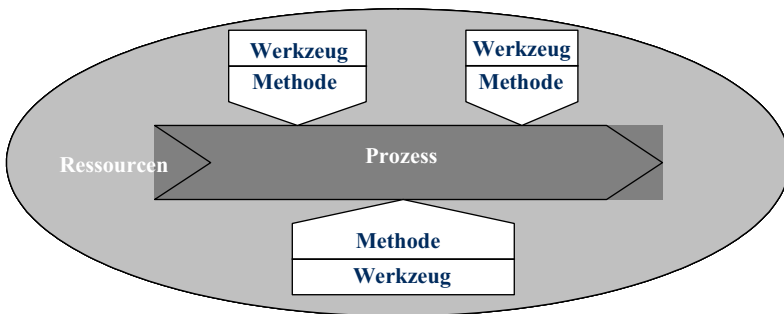 Werkzeug
Methode
Werkzeug
Methode
Ressourcen
Prozess
Methode
Werkzeug